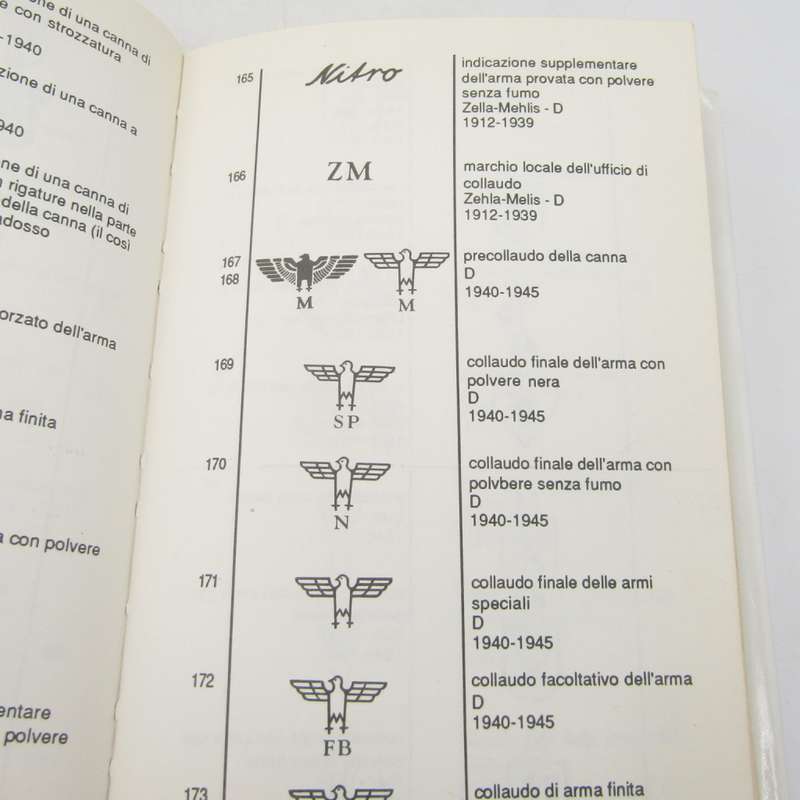 ne di una canna di
e con strozzatura
-1940
zione di una canna a
940
ne di una canna di
rigature nella parte
della canna (il così
dosso
orzato dell'arma
a finita
a con polvere
entare
polvere
165
Nitro
indicazione supplementare
dell'arma provata con polvere
senza fumo
Zella-Mehlis - D
1912-1939
166
ZM
marchio locale dell'ufficio di
collaudo
Zehla-Melis - D
1912-1939
167
168
M
M
precollaudo della canna
D
1940-1945
169
SP
collaudo finale dell'arma con
polvere nera
D
1940-1945
170
N
collaudo finale dell'arma con
polvbere senza fumo
D
1940-1945
171
collaudo finale delle armi
speciali
D
1940-1945
172
FB
collaudo facoltativo dell'arma
D
1940-1945
173
collaudo di arma finita